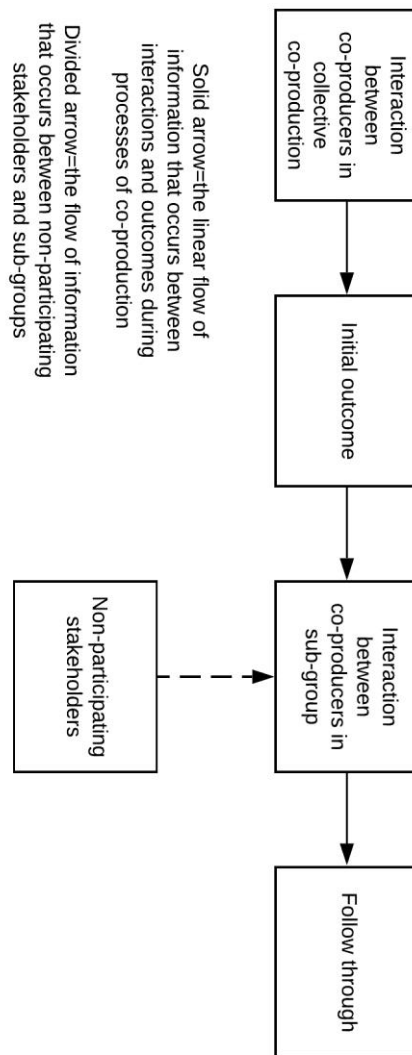 Interaction
between
co-producers in
collective
co-production
Initial outcome
Interaction
between
co-producers in
sub-group
Follow through
Non-participating
stakeholders
Solid arrow=the linear flow of
information that occurs between
interactions and outcomes during
processes of co-production
Divided arrow=the flow of information
that occurs between non-participating
stakeholders and sub-groups